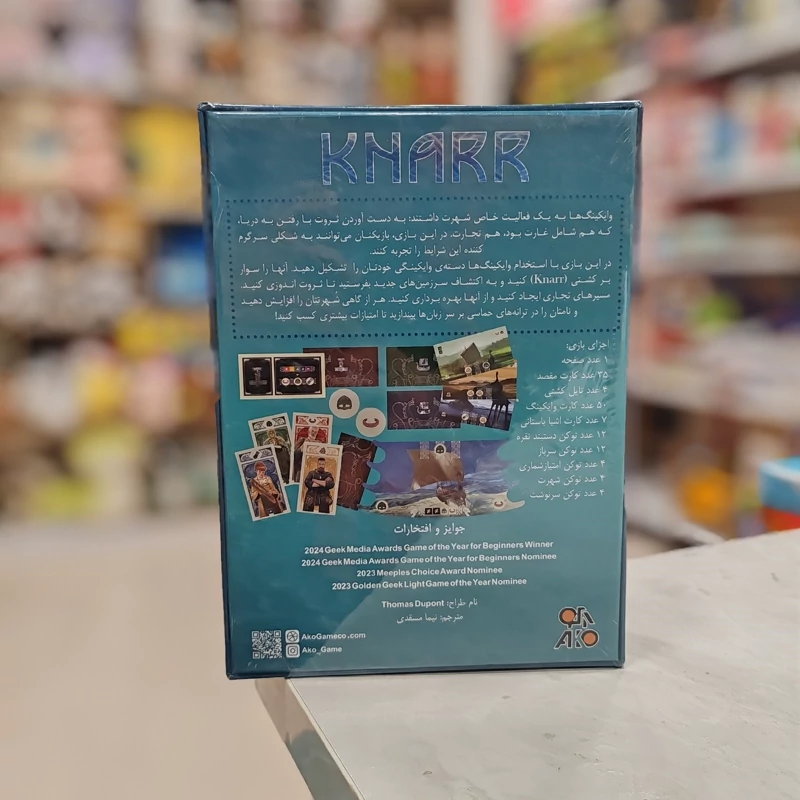 KNARR
وایکینگ‌ها به یک فعالیت خاص شهرت داشتند: به دست آوردن ثروت با رفتن به دریا،
که هم شامل غارت بود، هم تجارت. در این بازی، بازیکنان می‌توانند به شکلی سرگرم
کننده این شرایط را تجربه کنند.
در این بازی با استخدام وایکینگ‌ها دسته‌ی وایکینگی خودتان را تشکیل دهید. آنها را سوار
بر کشتی (Knarr) کنید و به اکتشاف سرزمین‌های جدید بفرستید تا ثروت اندوزی کنید.
مسیرهای تجاری ایجاد کنید و از آنها بهره برداری کنید. هر از گاهی شهرتتان را افزایش دهید
و نامتان را در ترانه‌های حماسی بر سر زبان‌ها بیندازید تا امتیازات بیشتری کسب کنید!
اجزای بازی:
۱ عدد صفحه
۳۵ عدد کارت مقصد
۴ عدد تایل کشتی
۵۰ عدد کارت وایکینگ
۷ عدد کارت اشیا باستانی
۱۲ عدد توکن دستبند نقره
۱۲ عدد توکن سرباز
۴ عدد توکن امتیازشماری
۴ عدد توکن شهرت
۴ عدد توکن سرنوشت
جوایز و افتخارات
2024 Geek Media Awards Game of the Year for Beginners Winner
2024 Geek Media Awards Game of the Year for Beginners Nominee
2023 Meeples Choice Award Nominee
2023 Golden Geek Light Game of the Year Nominee
نام طراح: Thomas Dupont
مترجم: نیما مسقدی
AkoGameco.com
Ako_Game
AKO